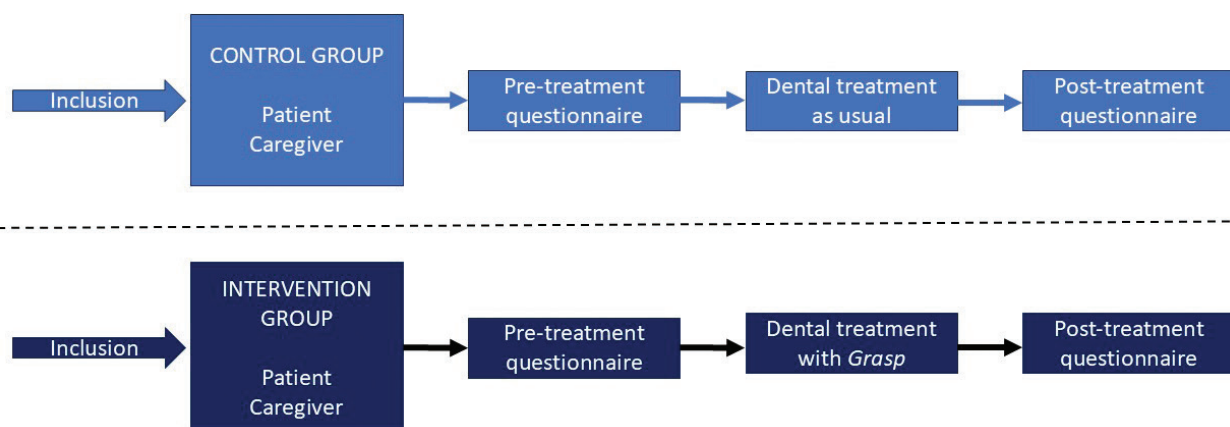 Inclusion
CONTROL GROUP
Patient
Caregiver
Pre-treatment
questionnaire
Dental treatment
as usual
Post-treatment
questionnaire
Inclusion
INTERVENTION
GROUP
Patient
Caregiver
Pre-treatment
questionnaire
Dental treatment
with Grasp
Post-treatment
questionnaire